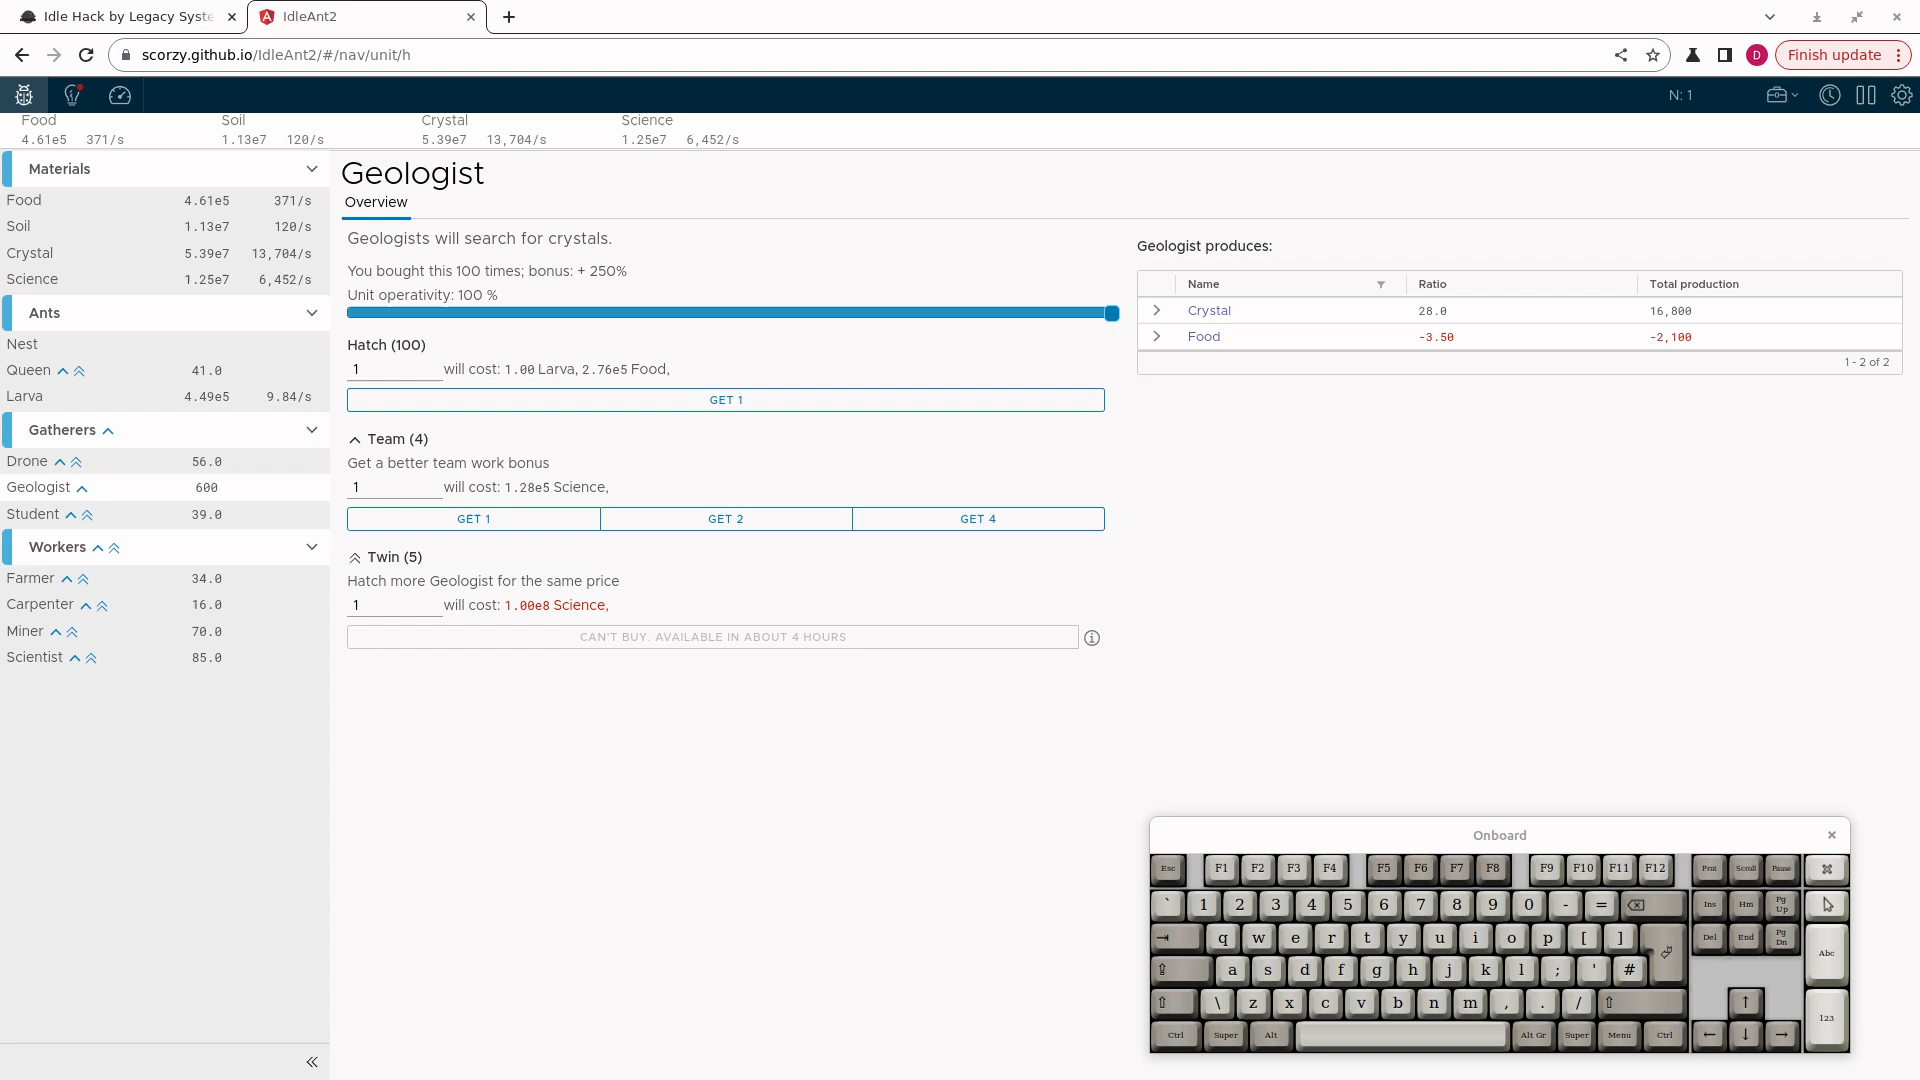 Idle Hack by Legacy Syste
IdleAnt2
scorzy.github.io/IdleAnt2/#/nav/unit/h
D
Finish update
N: 1
Food Soil Crystal Science
4.61e5 371/s 1.13e7 120/s 5.39e7 13,704/s 1.25e7 6,452/s
Materials
Food 4.61e5 371/s
Soil 1.13e7 120/s
Crystal 5.39e7 13,704/s
Science 1.25e7 6,452/s
Ants
Nest
Queen 41.0
Larva 4.49e5 9.84/s
Gatherers
Drone 56.0
Geologist 600
Student 39.0
Workers
Farmer 34.0
Carpenter 16.0
Miner 70.0
Scientist 85.0
Geologist
Overview
Geologists will search for crystals.
You bought this 100 times; bonus: + 250%
Unit operativity: 100 %
Hatch (100)
1 will cost: 1.00 Larva, 2.76e5 Food,
GET 1
Team (4)
Get a better team work bonus
1 will cost: 1.28e5 Science,
GET 1 GET 2 GET 4
Twin (5)
Hatch more Geologist for the same price
1 will cost: 1.00e8 Science,
CAN'T BUY. AVAILABLE IN ABOUT 4 HOURS
Geologist produces:
Name Ratio Total production
Crystal 28.0 16,800
Food -3.50 -2,100
1 - 2 of 2
Onboard
Esc F1 F2 F3 F4 F5 F6 F7 F8 F9 F10 F11 F12 Prnt Scroll Pause
` 1 2 3 4 5 6 7 8 9 0 - = Ins Hm Pg Up
q w e r t y u i o p [ ] Del End Pg Dn Abc
a s d f g h j k l ; ' #
\ z x c v b n m , . / 123
Ctrl Super Alt Alt Gr Super Menu Ctrl